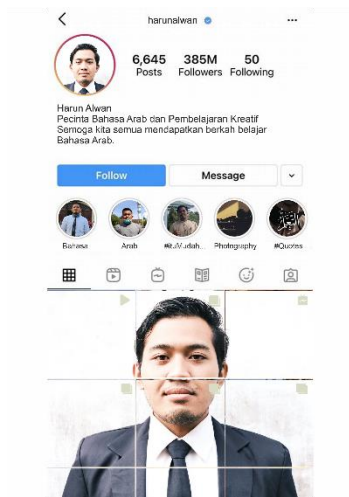 harunalwan
6,645 385M 50
Posts Followers Following
Harun Alwan
Pecinta Bahasa Arab dan Pembelajaran Kreatif
Semoga kita semua mendapatkan berkah belajar
Bahasa Arab.
Follow Message
Bahasa Arab Photography #Quotes